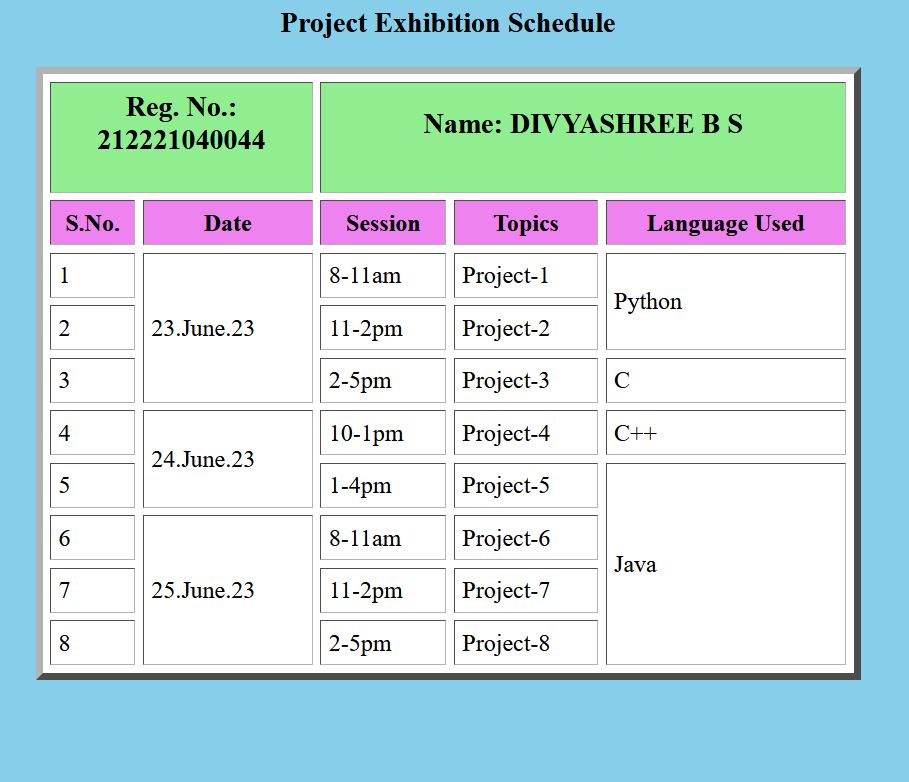 Project Exhibition Schedule
Reg. No.:
212221040044
Name: DIVYASHREE B S
S.No. Date Session Topics Language Used
1 23.June.23 8-11am Project-1 Python
2 11-2pm Project-2
3 2-5pm Project-3 C
4 24.June.23 10-1pm Project-4 C++
5 1-4pm Project-5 Java
6 25.June.23 8-11am Project-6
7 11-2pm Project-7
8 2-5pm Project-8